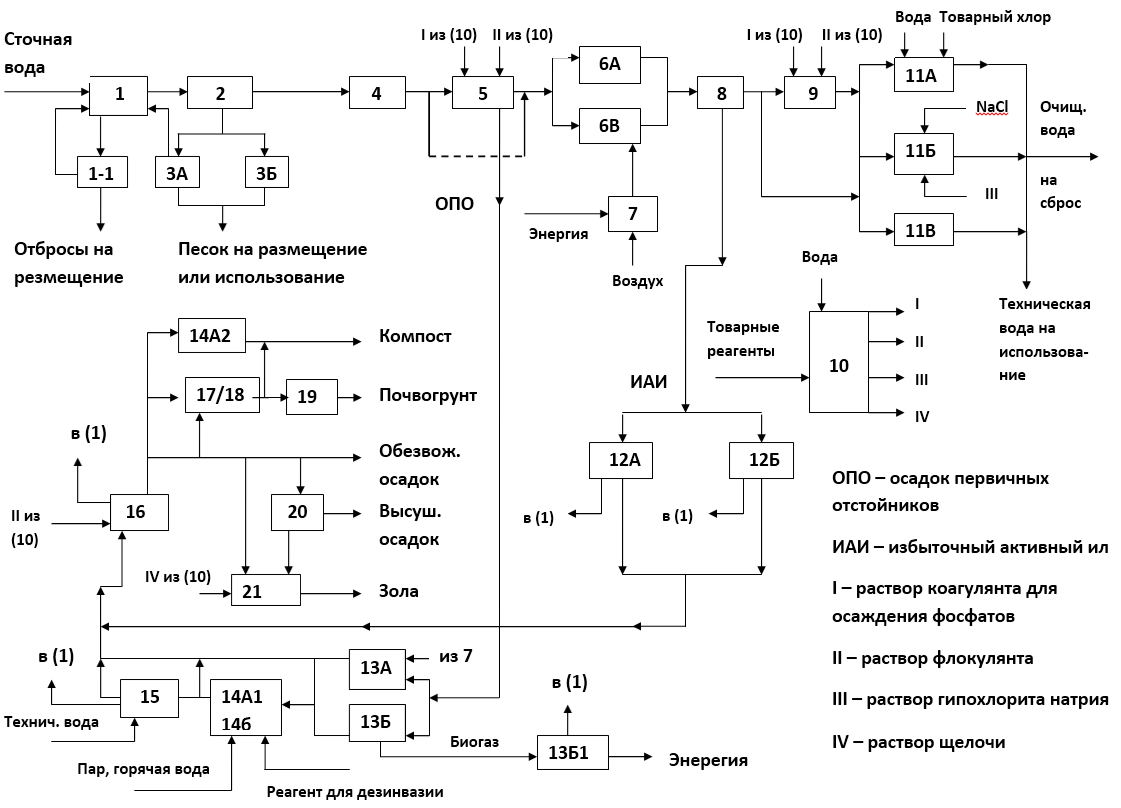 Сточная
вода
1
2
4
I из (10)
II из (10)
5
6А
6В
8
I из (10)
II из (10)
9
Вода
Товарный хлор
11А
NaCl
11Б
III
11В
Очищ.
вода
на
сброс
1-1
3А
3Б
ОПО
7
Энергия
Воздух
Отбросы на
резмещение
Песок на размещение
или использование
Вода
Товарные
реагенты
10
I
II
III
IV
Техническая
вода на
использова-
ние
14А2
Компост
17/18
19
Почвогрунт
ИАИ
в (1)
Обезвож.
осадок
16
II из
(10)
20
Высуш.
осадок
IV из (10)
21
Зола
12А
12Б
в (1)
в (1)
ОПО – осадок первичных
отстойников
ИАИ – избыточный активный ил
I – раствор коагулянта для
осаждения фосфатов
II – раствор флокулянта
III – раствор гипохлорита натрия
IV – раствор щелочи
в (1)
13А
из 7
15
14А1
14б
13Б
в (1)
Технич. вода
Биогаз
13Б1
Энерегия
Пар, горячая вода
Реагент для дезинвазии